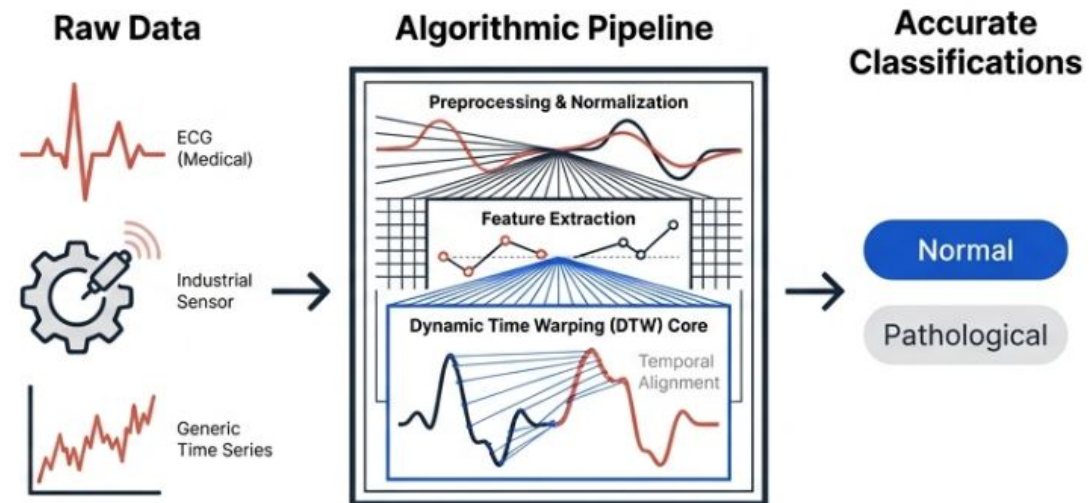 Raw Data
Algorithmic Pipeline
Accurate
Classifications
ECG
(Medical)
Industrial
Sensor
Generic
Time Series
Preprocessing & Normalization
Feature Extraction
Dynamic Time Warping (DTW) Core
Temporal
Alignment
Normal
Pathological